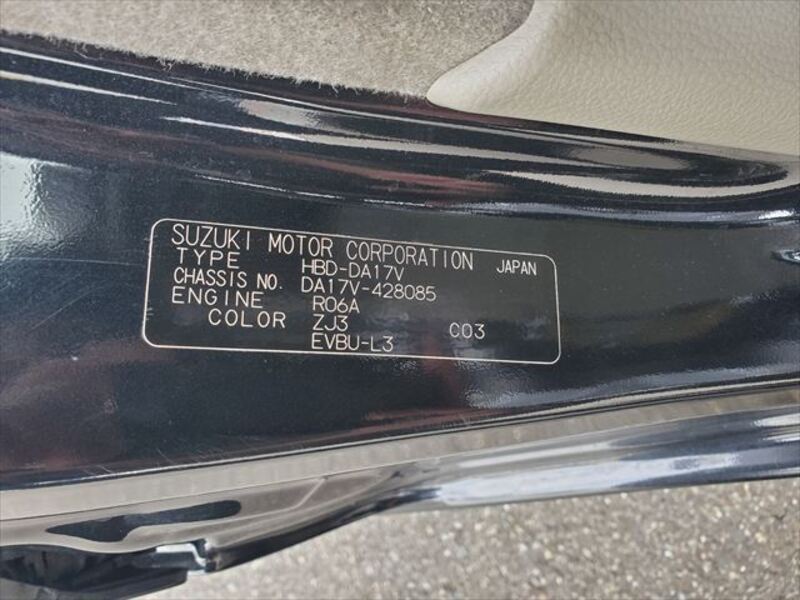 SUZUKI MOTOR CORPORATION JAPAN
TYPE HBD-DA17V
CHASSIS NO. DA17V-428085
ENGINE R06A
COLOR ZJ3 C03
EVBU-L3